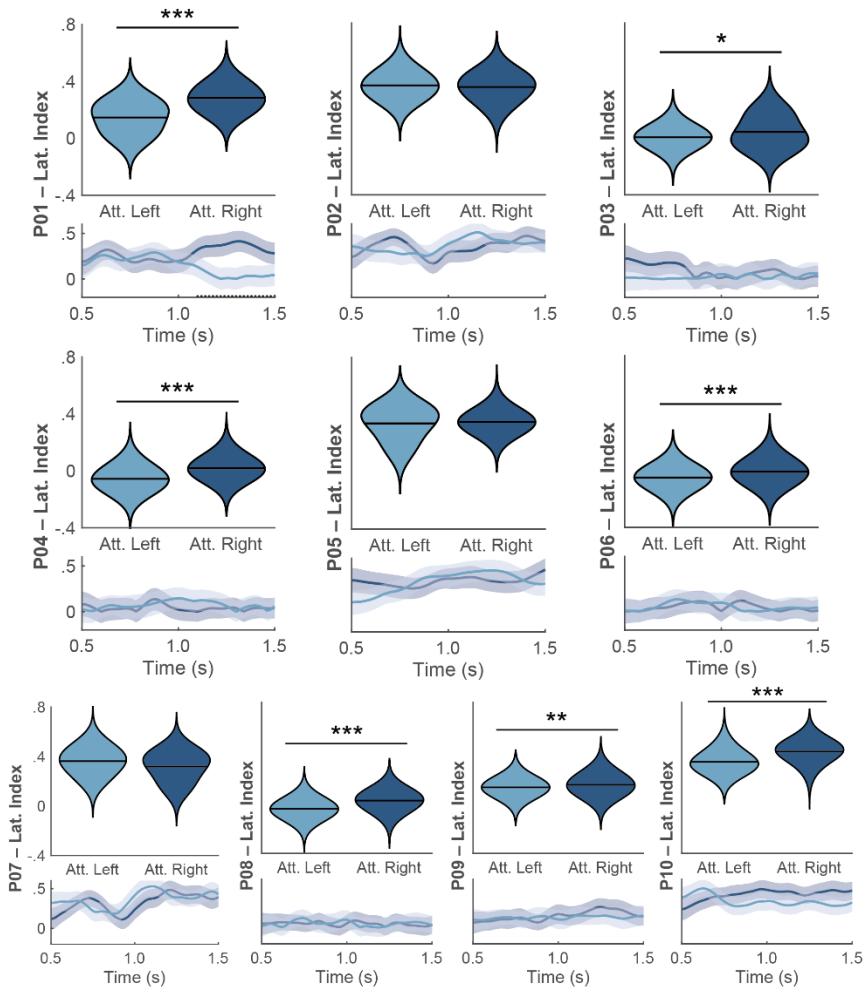 ***
.8
.4
0
-.4
P01 – Lat. Index
Att. Left Att. Right
.5
0
0.5 1.0 1.5
Time (s)
P02 – Lat. Index
Att. Left Att. Right
0.5 1.0 1.5
Time (s)
*
P03 – Lat. Index
Att. Left Att. Right
0.5 1.0 1.5
Time (s)
***
.8
.4
0
-.4
P04 – Lat. Index
Att. Left Att. Right
.5
0
0.5 1.0 1.5
Time (s)
P05 – Lat. Index
Att. Left Att. Right
0.5 1.0 1.5
Time (s)
***
P06 – Lat. Index
Att. Left Att. Right
0.5 1.0 1.5
Time (s)
.8
.4
0
-.4
P07 – Lat. Index
Att. Left Att. Right
.5
0
0.5 1.0 1.5
Time (s)
***
P08 – Lat. Index
Att. Left Att. Right
0.5 1.0 1.5
Time (s)
**
P09 – Lat. Index
Att. Left Att. Right
0.5 1.0 1.5
Time (s)
***
P10 – Lat. Index
Att. Left Att. Right
0.5 1.0 1.5
Time (s)